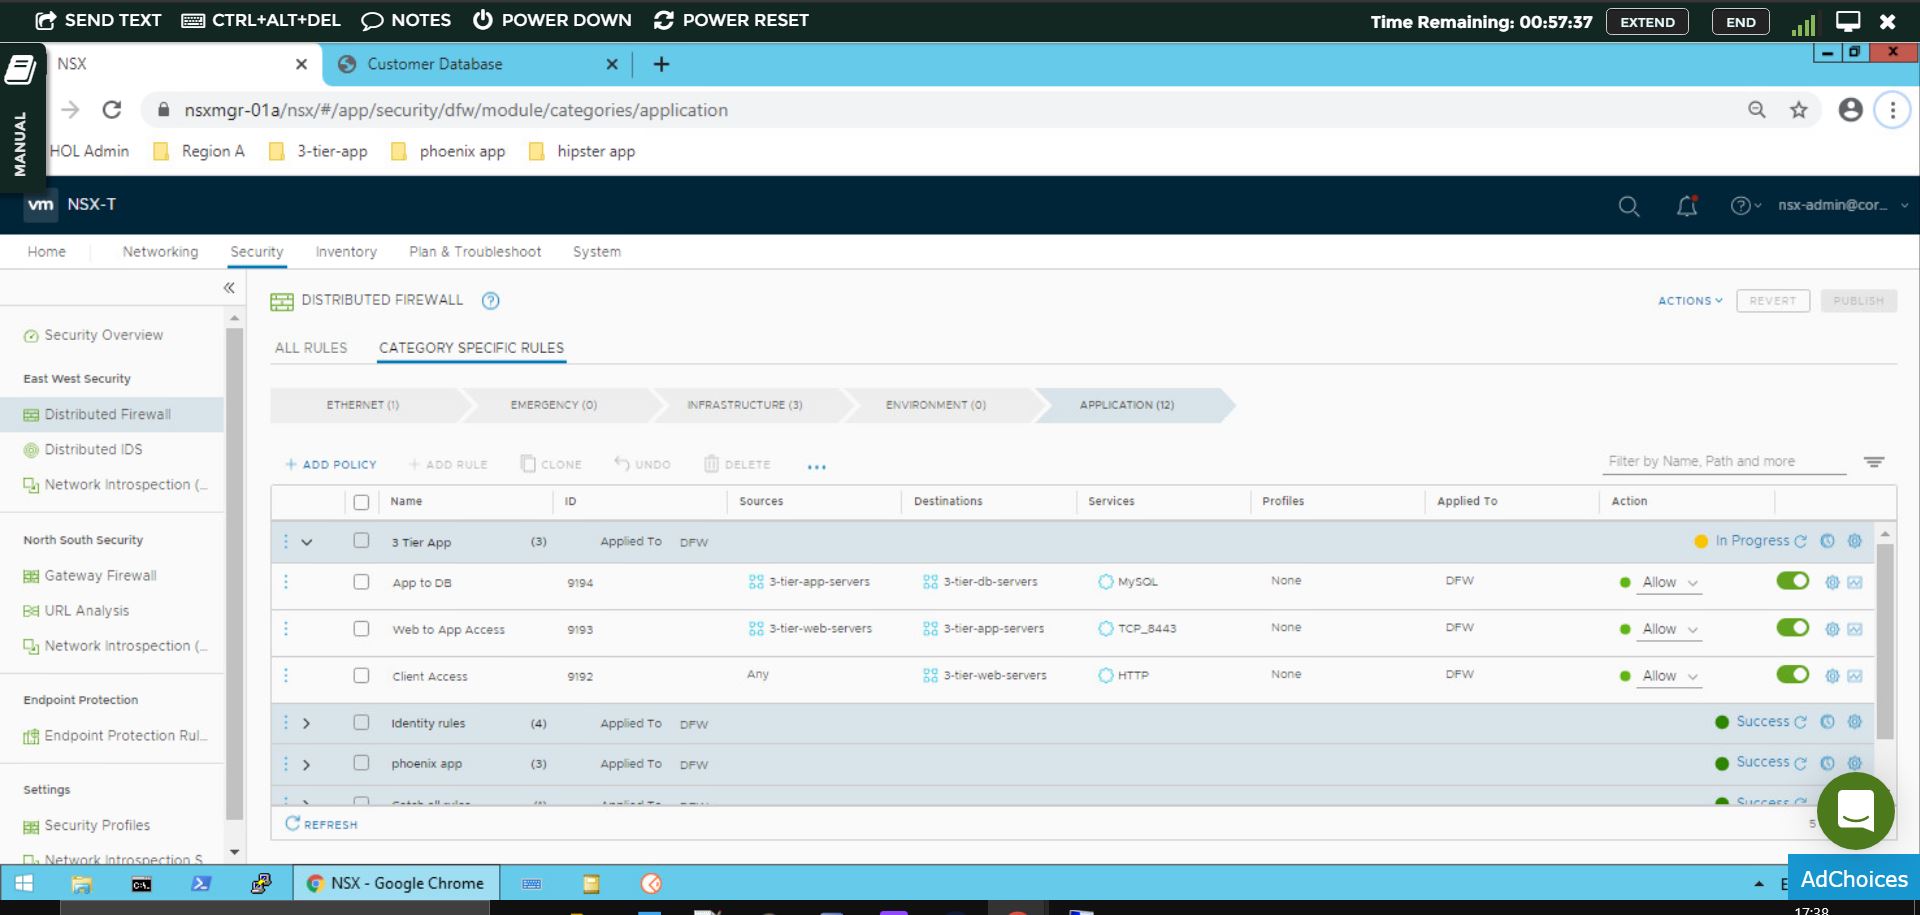 SEND TEXT CTRL+ALT+DEL NOTES POWER DOWN POWER RESET Time Remaining: 00:57:37 EXTEND END
NSX Customer Database
nsxmgr-01a/nsx/#/app/security/dfw/module/categories/application
MANUAL
HOL Admin Region A 3-tier-app phoenix app hipster app
vm NSX-T nsx-admin@cor...
Home Networking Security Inventory Plan & Troubleshoot System
DISTRIBUTED FIREWALL ACTIONS REVERT PUBLISH
ALL RULES CATEGORY SPECIFIC RULES
Security Overview
East West Security
Distributed Firewall
Distributed IDS
Network Introspection (...
North South Security
Gateway Firewall
URL Analysis
Network Introspection (...
Endpoint Protection
Endpoint Protection Rul...
Settings
Security Profiles
Network Introspection S
ETHERNET (1) EMERGENCY (0) INFRASTRUCTURE (3) ENVIRONMENT (0) APPLICATION (12)
+ ADD POLICY + ADD RULE CLONE UNDO DELETE ... Filter by Name, Path and more
Name ID Sources Destinations Services Profiles Applied To Action
3 Tier App (3) Applied To DFW In Progress
App to DB 9194 3-tier-app-servers 3-tier-db-servers MySQL None DFW Allow
Web to App Access 9193 3-tier-web-servers 3-tier-app-servers TCP_8443 None DFW Allow
Client Access 9192 Any 3-tier-web-servers HTTP None DFW Allow
Identity rules (4) Applied To DFW Success
phoenix app (3) Applied To DFW Success
Success
REFRESH 5
C:\.
NSX - Google Chrome
AdChoices
17:38